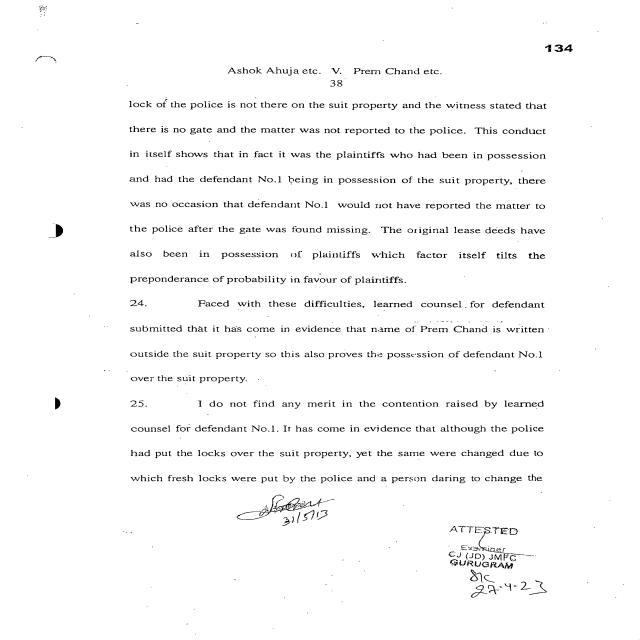 134
Ashok Ahuja etc. V. Prem Chand etc.
38
lock of the police is not there on the suit property and the witness stated that
there is no gate and the matter was not reported to the police. This conduct
in itself shows that in fact it was the plaintiffs who had been in possession
and had the defendant No.1 being in possession of the suit property, there
was no occasion that defendant No.1 would not have reported the matter to
the police after the gate was found missing. The original lease deeds have
also been in possession of plaintiffs which factor itself tilts the
preponderance of probability in favour of plaintiffs.
24. Faced with these difficulties, learned counsel for defendant
submitted that it has come in evidence that name of Prem Chand is written
outside the suit property so this also proves the possession of defendant No.1
over the suit property.
25. I do not find any merit in the contention raised by learned
counsel for defendant No.1. It has come in evidence that although the police
had put the locks over the suit property, yet the same were changed due to
which fresh locks were put by the police and a person daring to change the
31/5/13
ATTESTED
Examiner
CJ (JD) JMFC
GURUGRAM
27-4-23